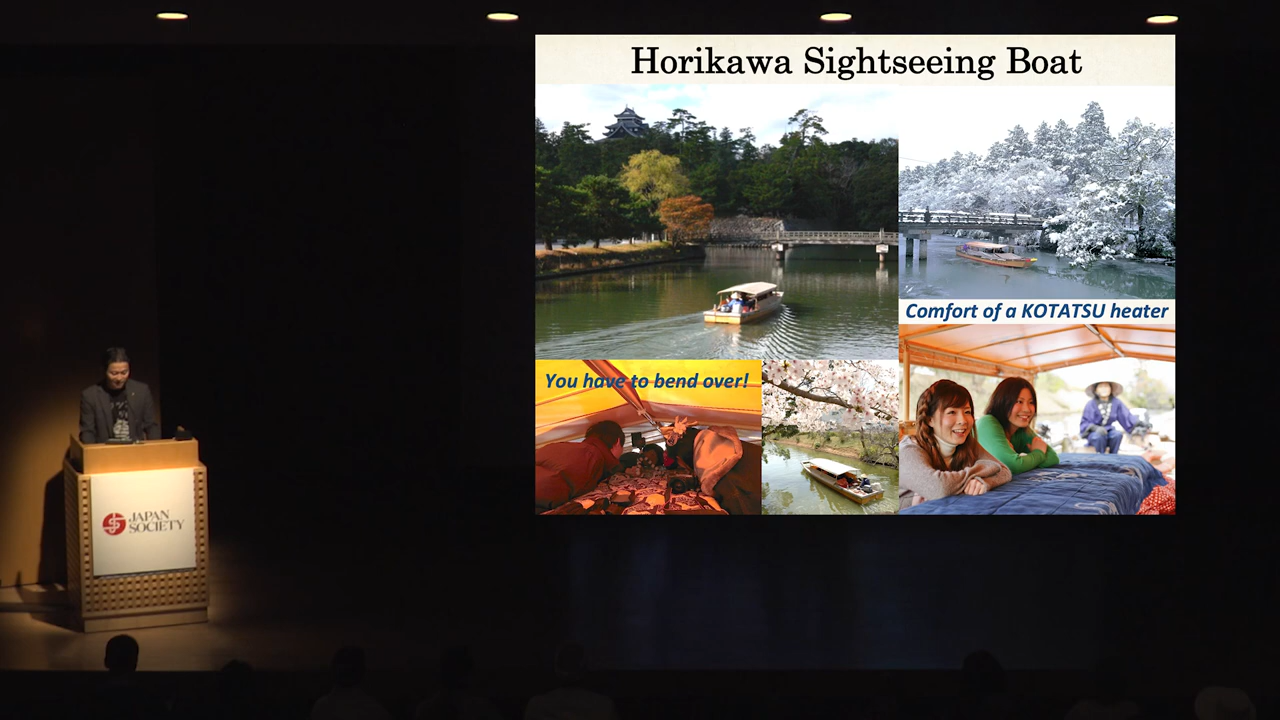 Horikawa Sightseeing Boat
Comfort of a KOTATSU heater
You have to bend over!
JAPAN
SOCIETY